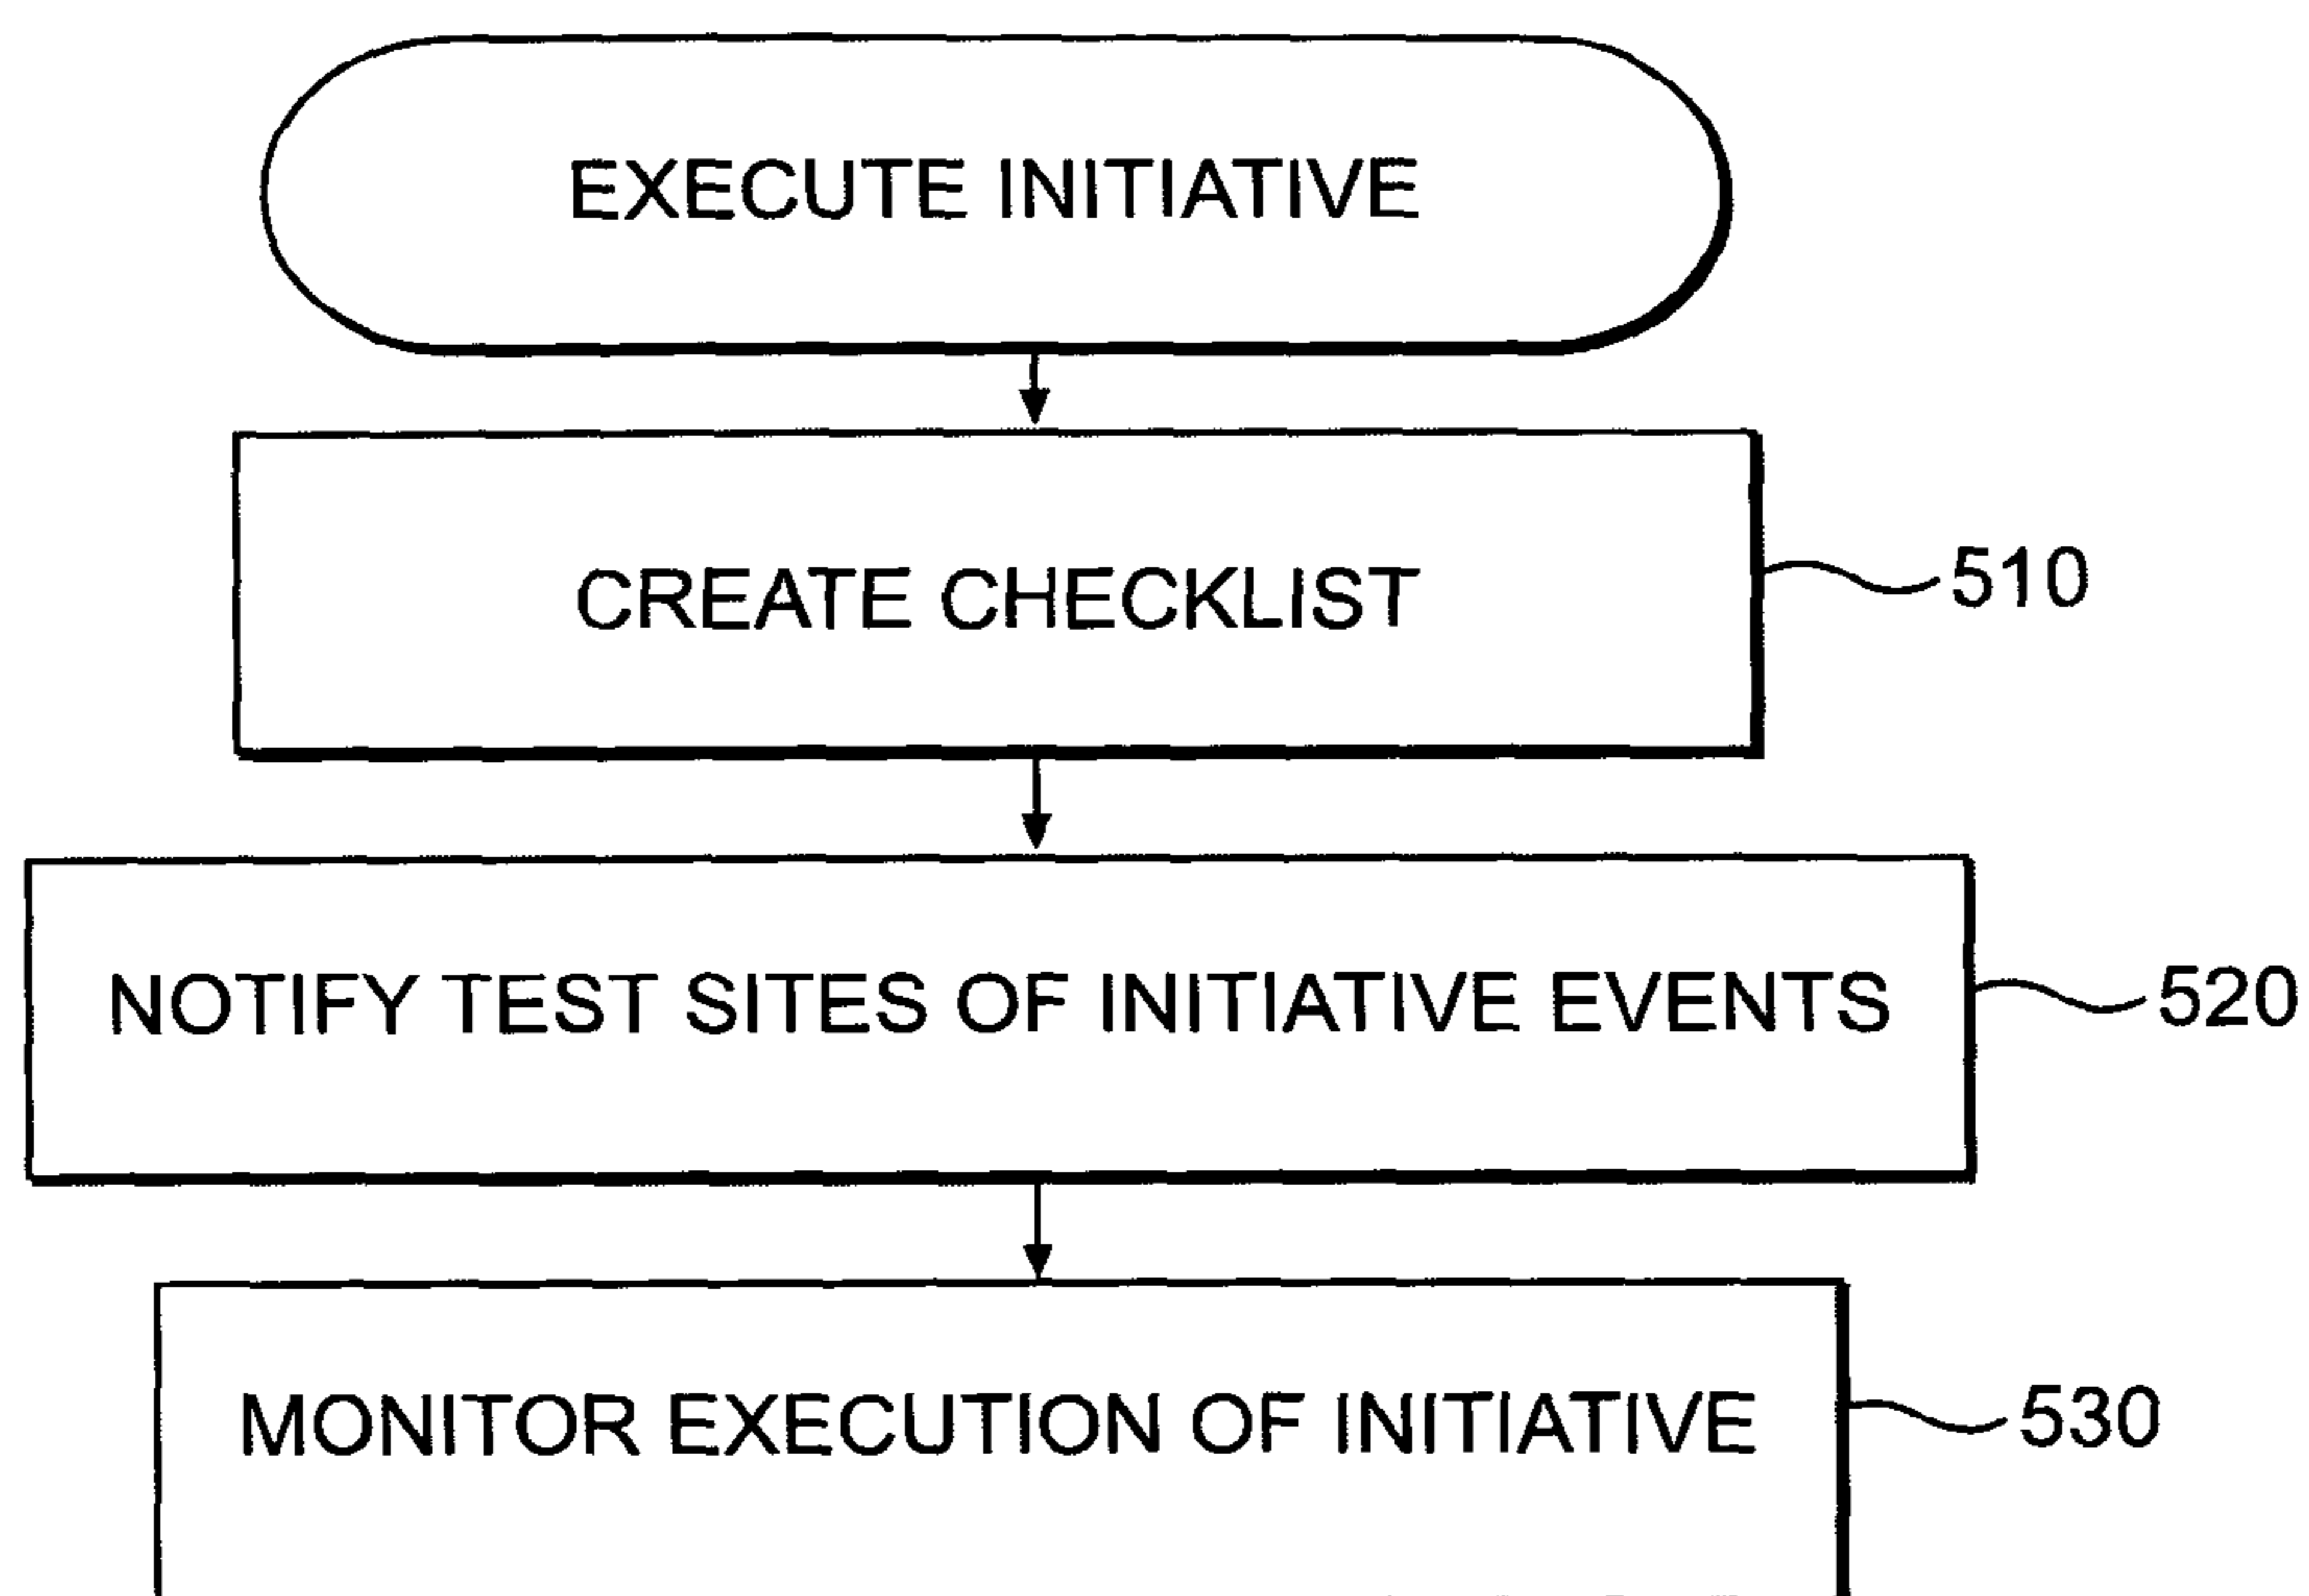 EXECUTE INITIATIVE
CREATE CHECKLIST
510
NOTIFY TEST SITES OF INITIATIVE EVENTS
520
MONITOR EXECUTION OF INITIATIVE
530